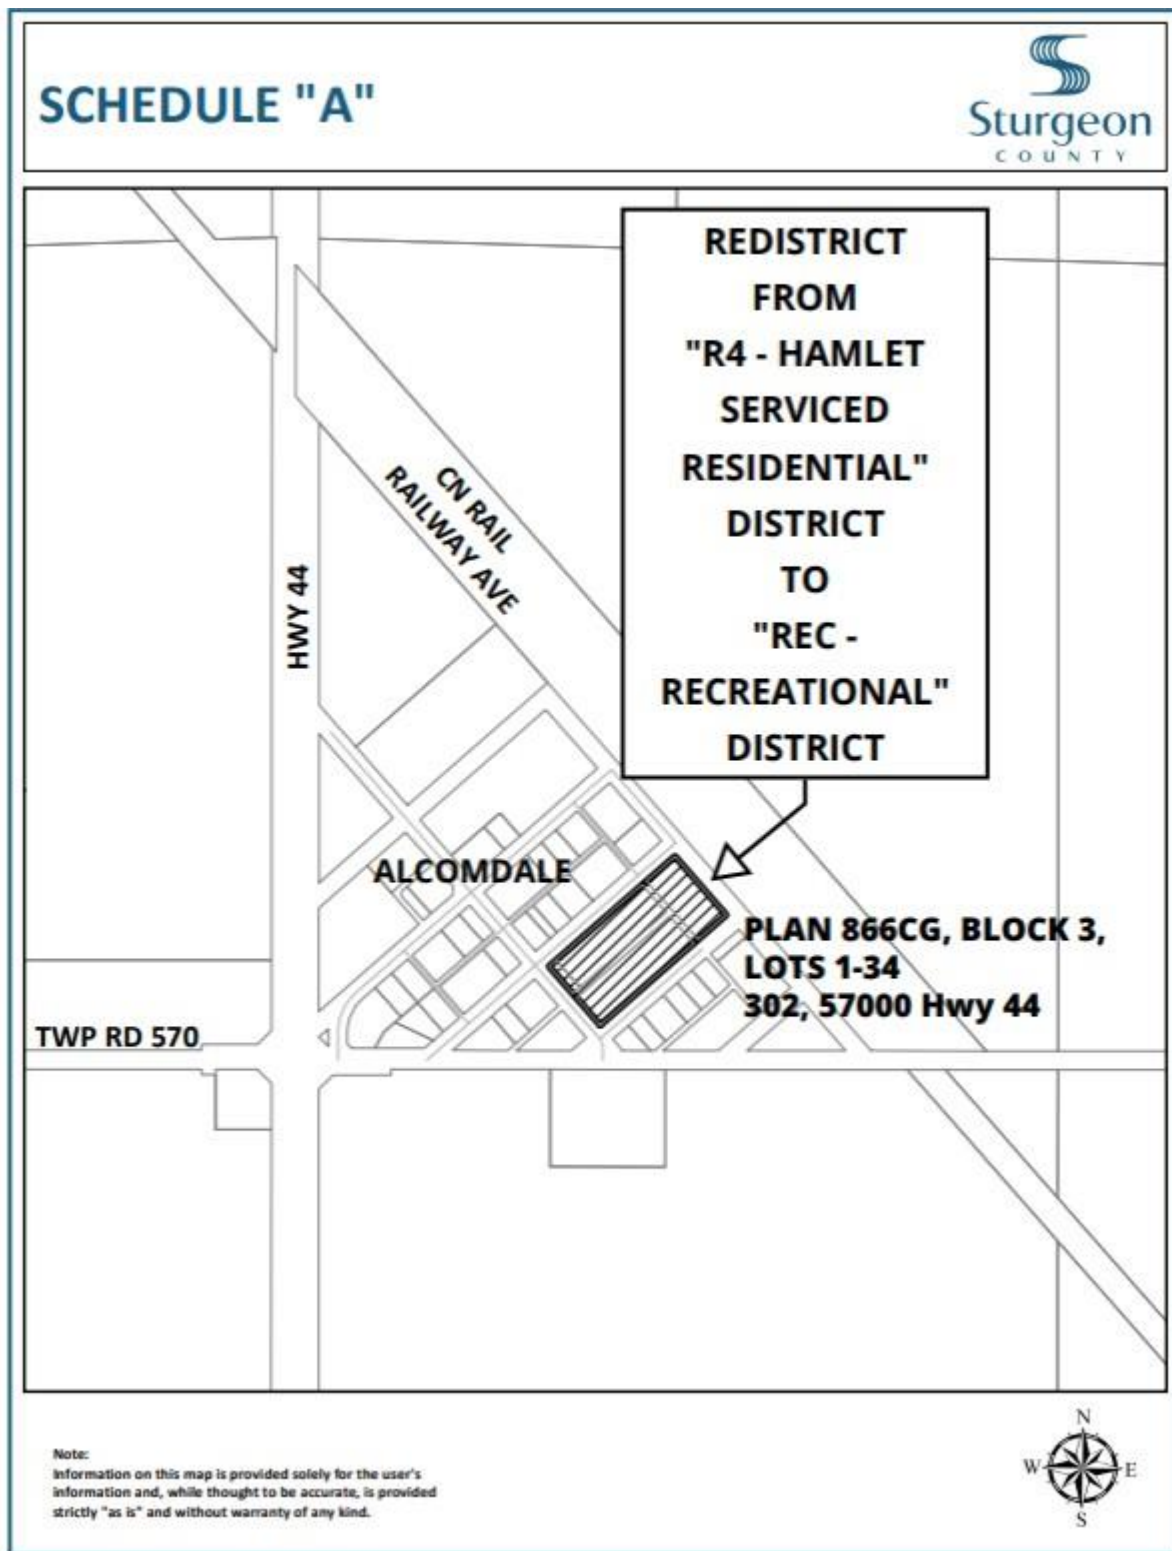 SCHEDULE "A"
Sturgeon
COUNTY
REDISTRICT
FROM
"R4 - HAMLET
SERVICED
RESIDENTIAL"
DISTRICT
TO
"REC -
RECREATIONAL"
DISTRICT
CN RAIL
RAILWAY AVE
HWY 44
ALCOMDALE
PLAN 866CG, BLOCK 3,
LOTS 1-34
302, 57000 Hwy 44
TWP RD 570
Note:
Information on this map is provided solely for the user's
information and, while thought to be accurate, is provided
strictly "as is" and without warranty of any kind.
N
W
E
S